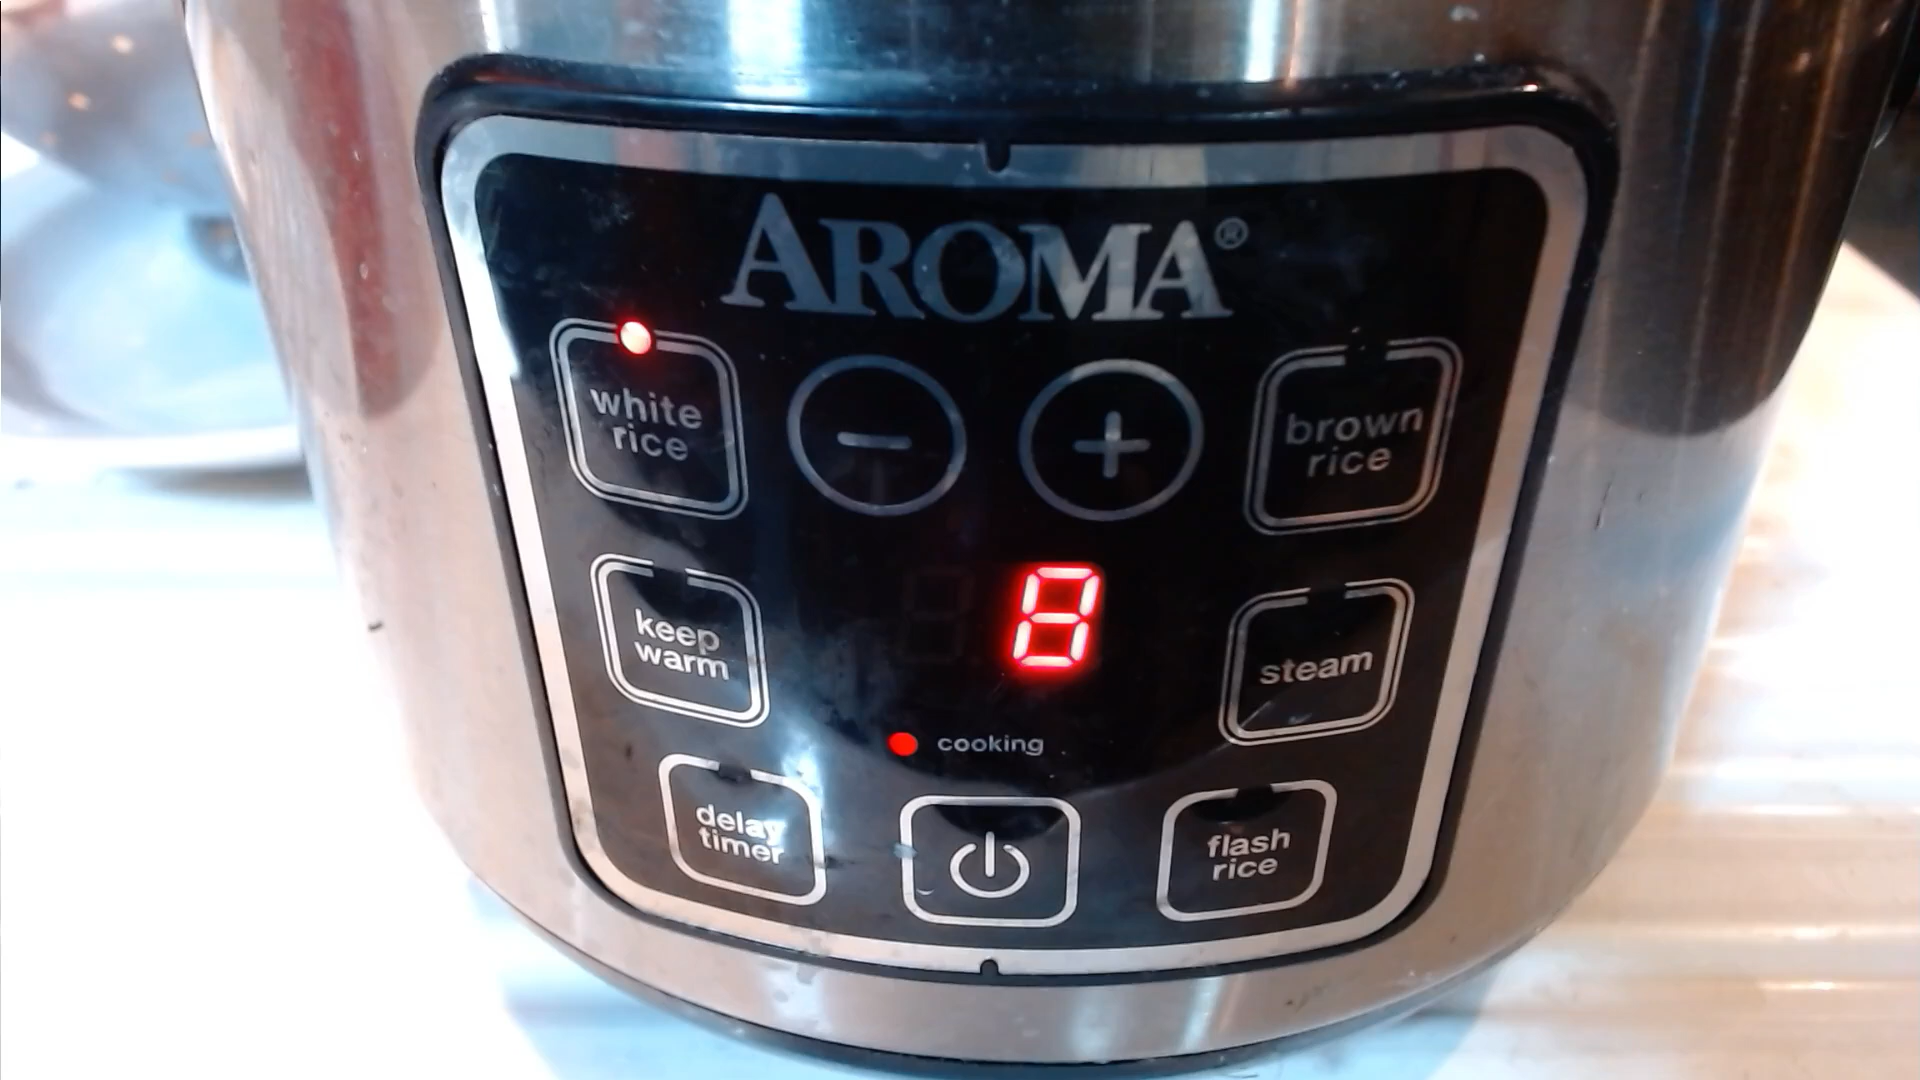 AROMA®
white
rice
−
+
brown
rice
keep
warm
8
steam
cooking
delay
timer
flash
rice